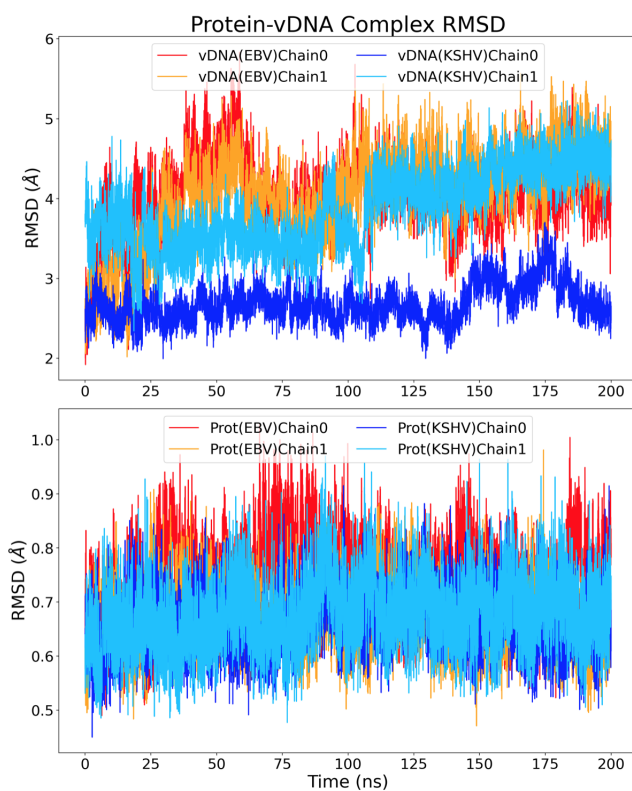 Protein-vDNA Complex RMSD
6
vDNA(EBV)Chain0 vDNA(KSHV)Chain0
vDNA(EBV)Chain1 vDNA(KSHV)Chain1
5
4
3
2
RMSD (Å)
0 25 50 75 100 125 150 175 200
Prot(EBV)Chain0 Prot(KSHV)Chain0
Prot(EBV)Chain1 Prot(KSHV)Chain1
1.0
0.9
0.8
0.7
0.6
0.5
RMSD (Å)
0 25 50 75 100 125 150 175 200
Time (ns)